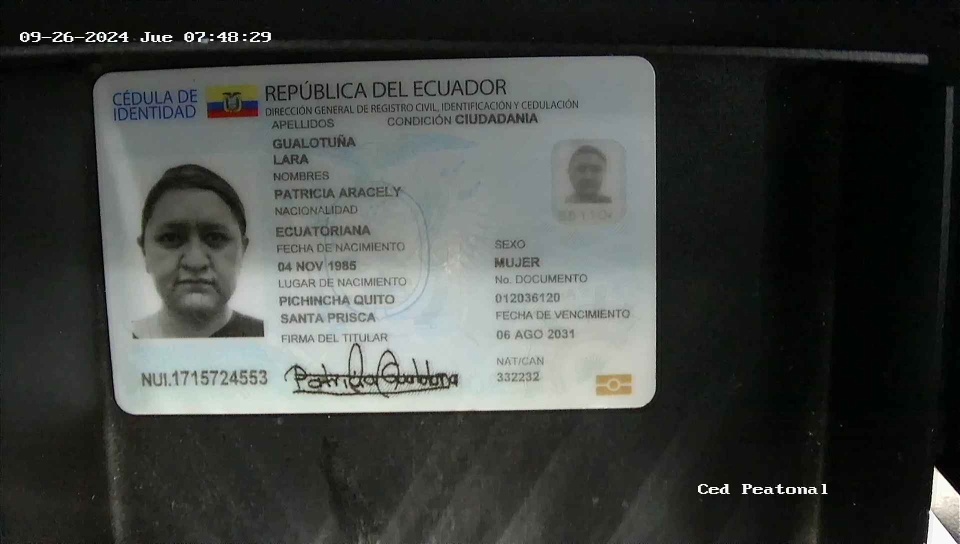 09-26-2024 Jue 07:48:29
CÉDULA DE
IDENTIDAD
REPÚBLICA DEL ECUADOR
DIRECCIÓN GENERAL DE REGISTRO CIVIL, IDENTIFICACIÓN Y CEDULACIÓN
APELLIDOS
CONDICIÓN CIUDADANIA
GUALOTUÑA
LARA
NOMBRES
PATRICIA ARACELY
NACIONALIDAD
ECUATORIANA
FECHA DE NACIMIENTO
04 NOV 1985
LUGAR DE NACIMIENTO
PICHINCHA QUITO
SANTA PRISCA
FIRMA DEL TITULAR
SEXO
MUJER
No. DOCUMENTO
012036120
FECHA DE VENCIMIENTO
06 AGO 2031
NAT/CAN
332232
NUI.1715724553
Ced Peatonal